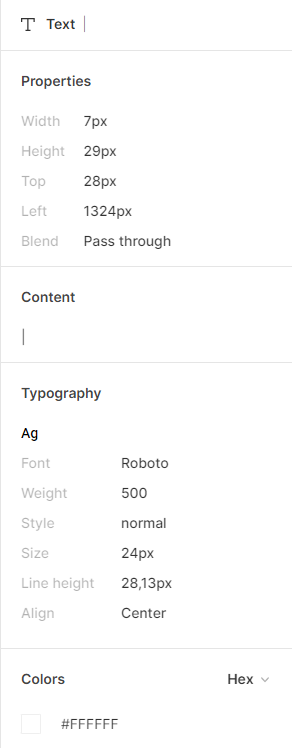 Text |
Properties
Width 7px
Height 29px
Top 28px
Left 1324px
Blend Pass through
Content
|
Typography
Ag
Font Roboto
Weight 500
Style normal
Size 24px
Line height 28,13px
Align Center
Colors Hex
#FFFFFF